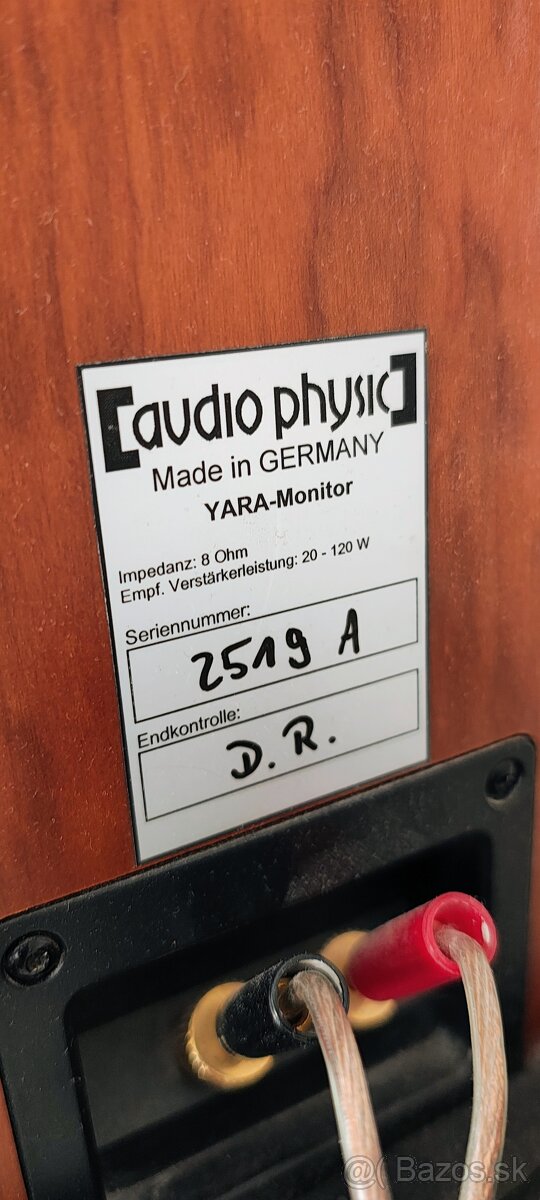 [audio physic]
Made in GERMANY
YARA-Monitor
Impedanz: 8 Ohm
Empf. Verstärkerleistung: 20 - 120 W
Seriennummer:
2519 A
Endkontrolle:
D. R.
@( Bazos.sk